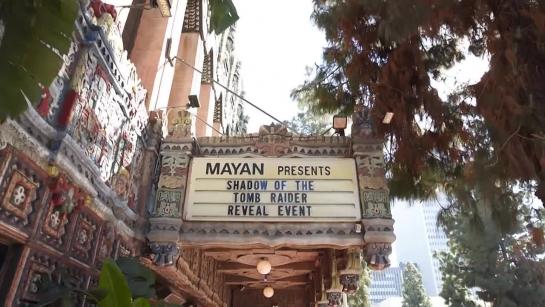 MAYAN PRESENTS
SHADOW OF THE
TOMB RAIDER
REVEAL EVENT